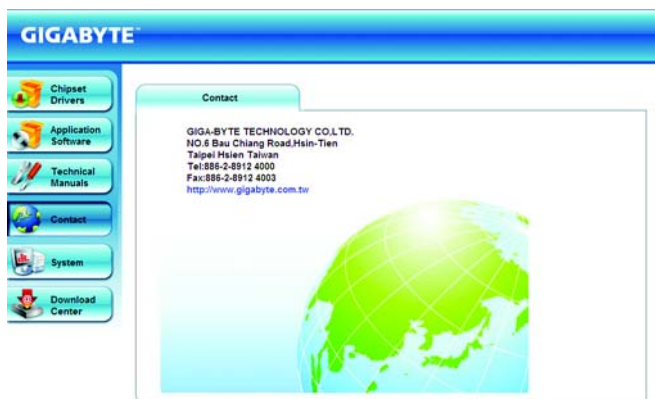 GIGABYTE™
Chipset
Drivers
Application
Software
Technical
Manuals
Contact
System
Download
Center
Contact
GIGA-BYTE TECHNOLOGY CO,LTD.
NO.6 Bau Chiang Road,Hsin-Tien
Taipei Hsien Taiwan
Tel:886-2-8912 4000
Fax:886-2-8912 4003
http://www.gigabyte.com.tw